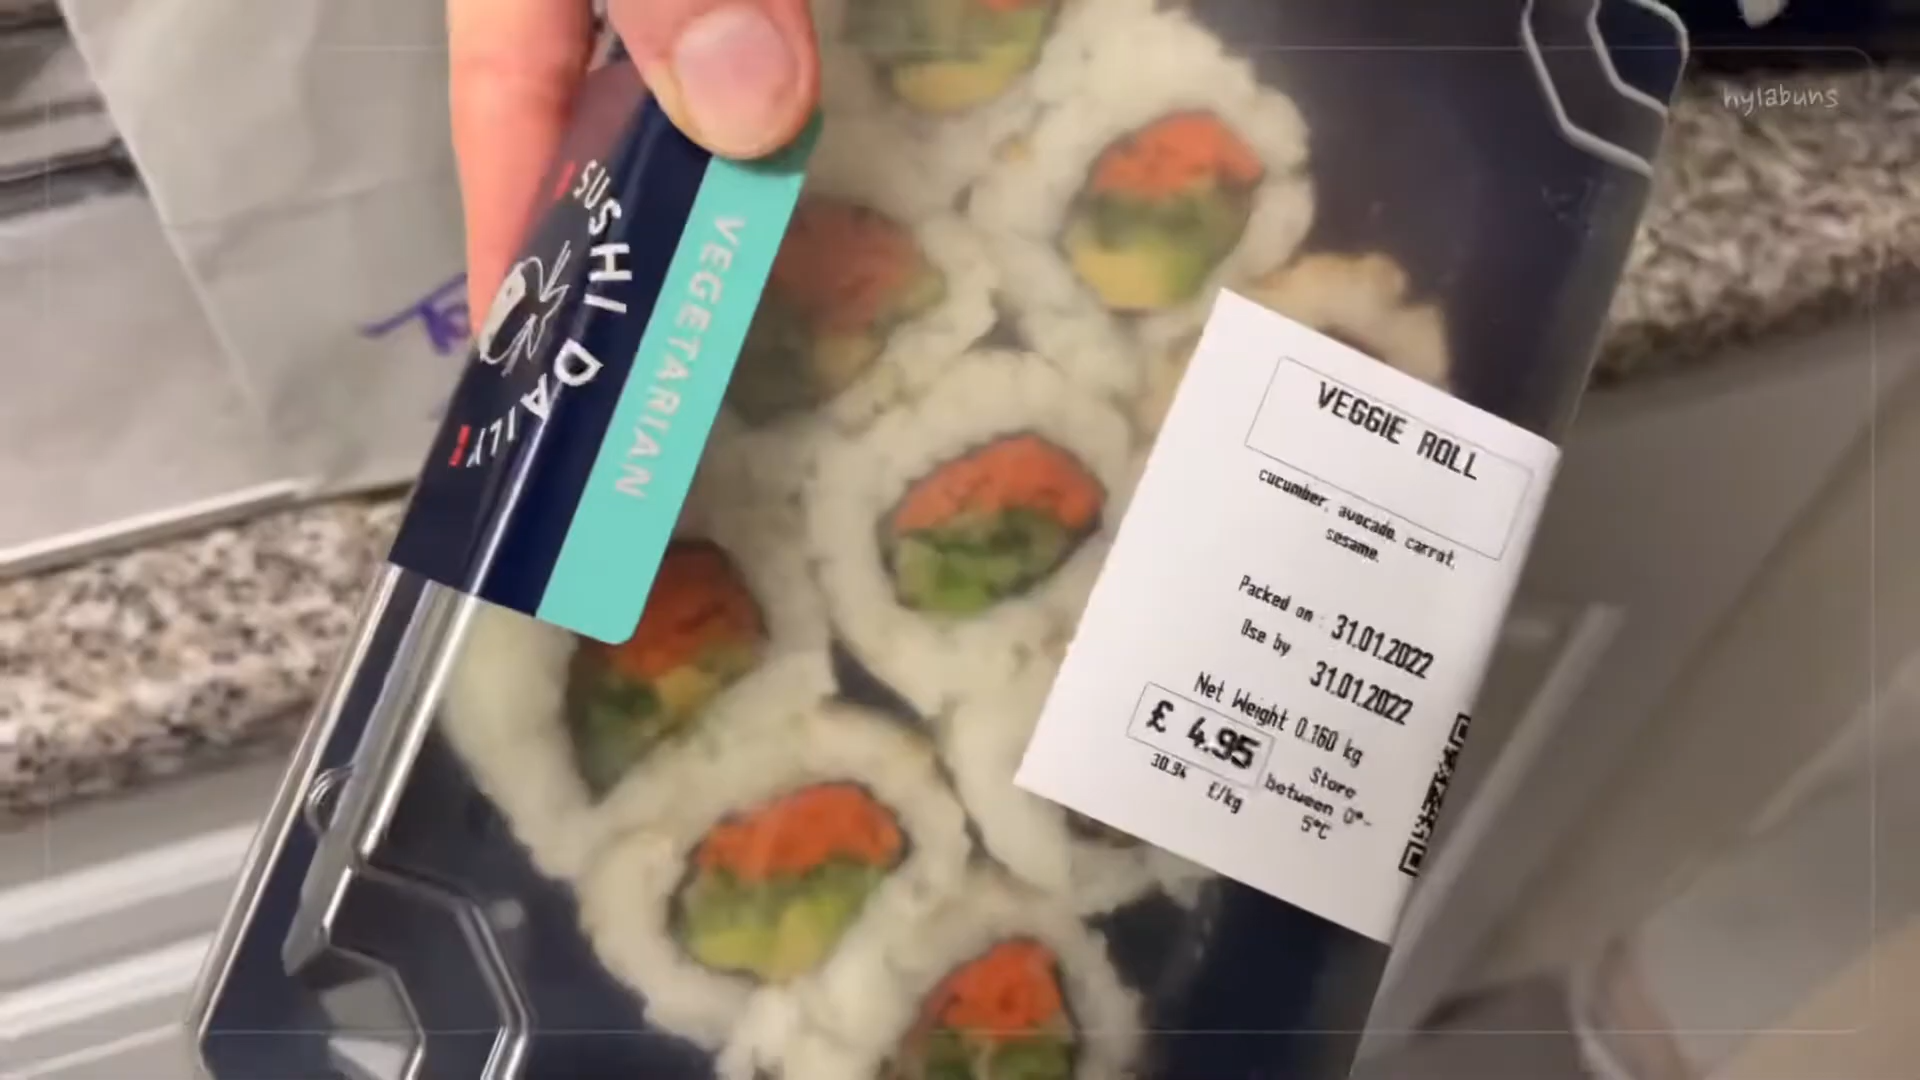 hylabuns
SUSHI DAILY
VEGETARIAN
VEGGIE ROLL
cucumber, avocado, carrot,
sesame.
Packed on : 31.01.2022
Use by 31.01.2022
Net Weight 0.160 kg
£ 4.95
30.94 £/kg
Store
between 0°-
5°C